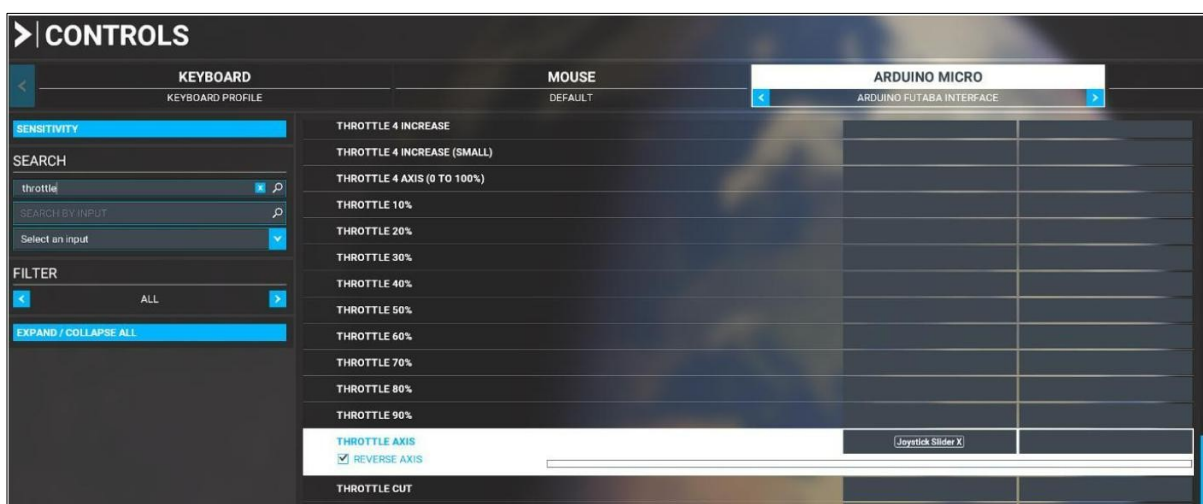 CONTROLS
KEYBOARD
KEYBOARD PROFILE
MOUSE
DEFAULT
ARDUINO MICRO
ARDUINO FUTABA INTERFACE
SENSITIVITY
SEARCH
throttle
SEARCH BY INPUT
Select an input
FILTER
ALL
EXPAND / COLLAPSE ALL
THROTTLE 4 INCREASE
THROTTLE 4 INCREASE (SMALL)
THROTTLE 4 AXIS (0 TO 100%)
THROTTLE 10%
THROTTLE 20%
THROTTLE 30%
THROTTLE 40%
THROTTLE 50%
THROTTLE 60%
THROTTLE 70%
THROTTLE 80%
THROTTLE 90%
THROTTLE AXIS
Joystick Slider X
REVERSE AXIS
THROTTLE CUT